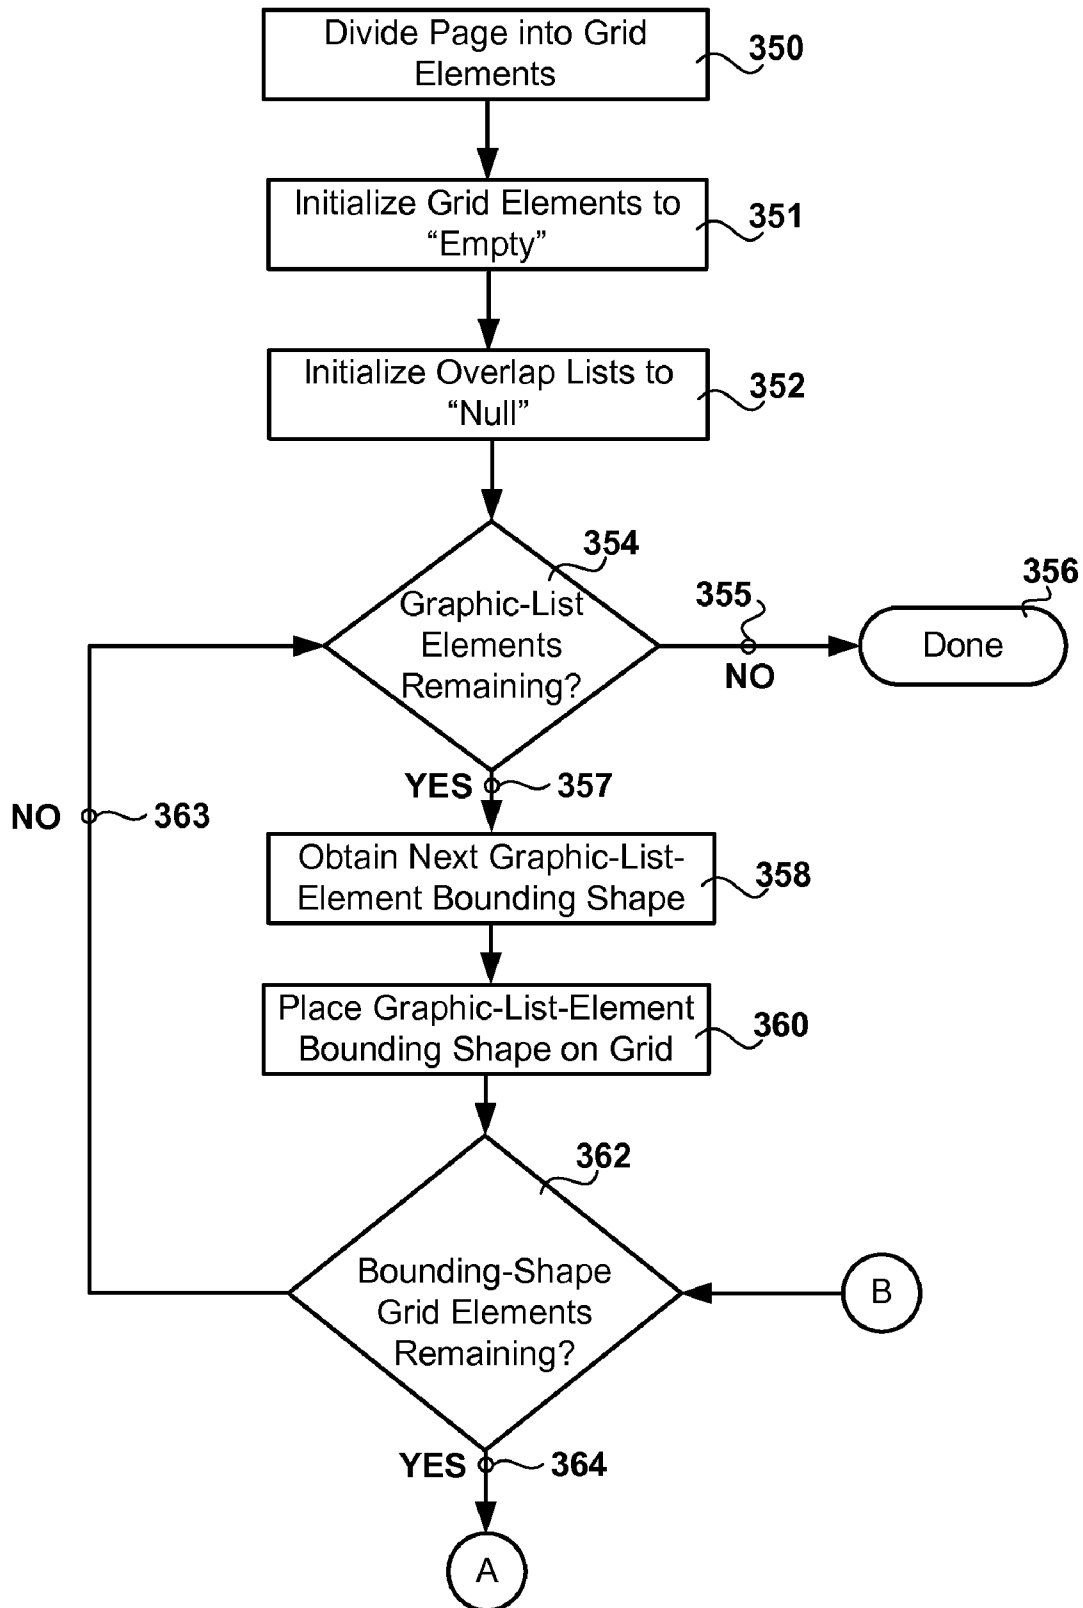 Divide Page into Grid
Elements
350
Initialize Grid Elements to
“Empty”
351
Initialize Overlap Lists to
“Null”
352
354
Graphic-List
Elements
Remaining?
355
NO
356
Done
YES
357
NO
363
Obtain Next Graphic-List-
Element Bounding Shape
358
Place Graphic-List-Element
Bounding Shape on Grid
360
362
Bounding-Shape
Grid Elements
Remaining?
B
YES
364
A